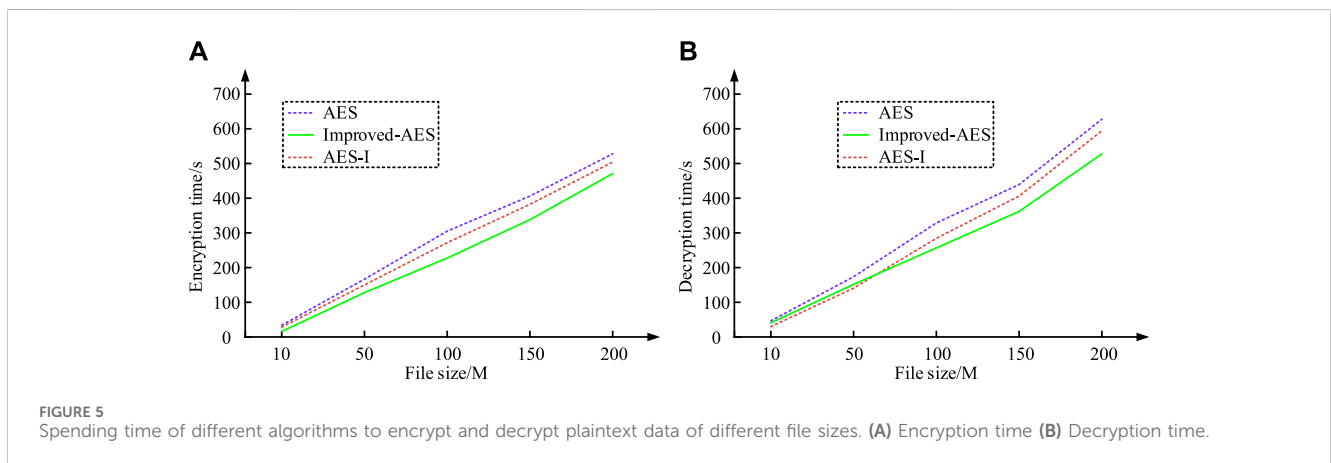 A
Encryption time/s
700
600
500
400
300
200
100
0
AES
Improved-AES
AES-I
10 50 100 150 200
File size/M
B
Decryption time/s
700
600
500
400
300
200
100
0
AES
Improved-AES
AES-I
10 50 100 150 200
File size/M
FIGURE 5
Spending time of different algorithms to encrypt and decrypt plaintext data of different file sizes. (A) Encryption time (B) Decryption time.